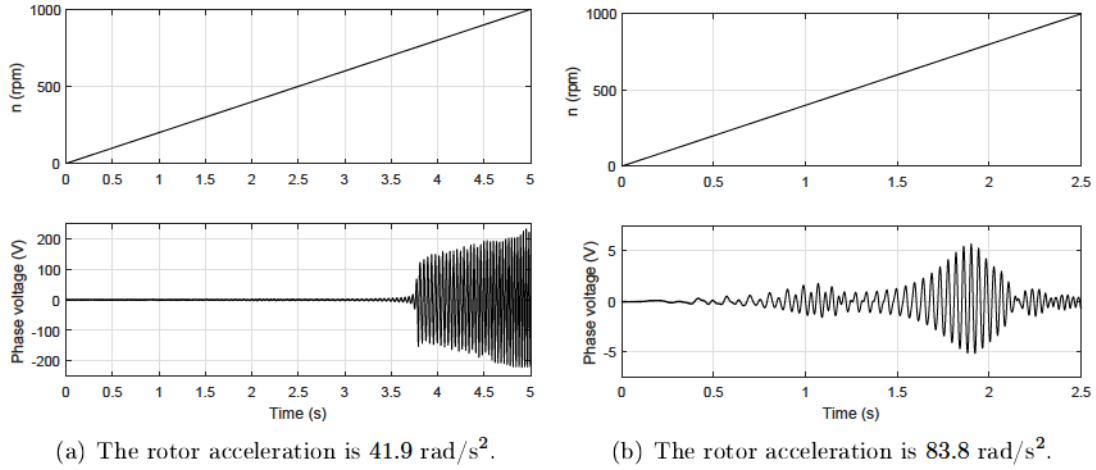 1000
500
0
n (rpm)
0 0.5 1 1.5 2 2.5 3 3.5 4 4.5 5
200
100
0
-100
-200
Phase voltage (V)
0 0.5 1 1.5 2 2.5 3 3.5 4 4.5 5
Time (s)
(a) The rotor acceleration is 41.9 rad/s².
1000
500
0
n (rpm)
0 0.5 1 1.5 2 2.5
5
0
-5
Phase voltage (V)
0 0.5 1 1.5 2 2.5
Time (s)
(b) The rotor acceleration is 83.8 rad/s².